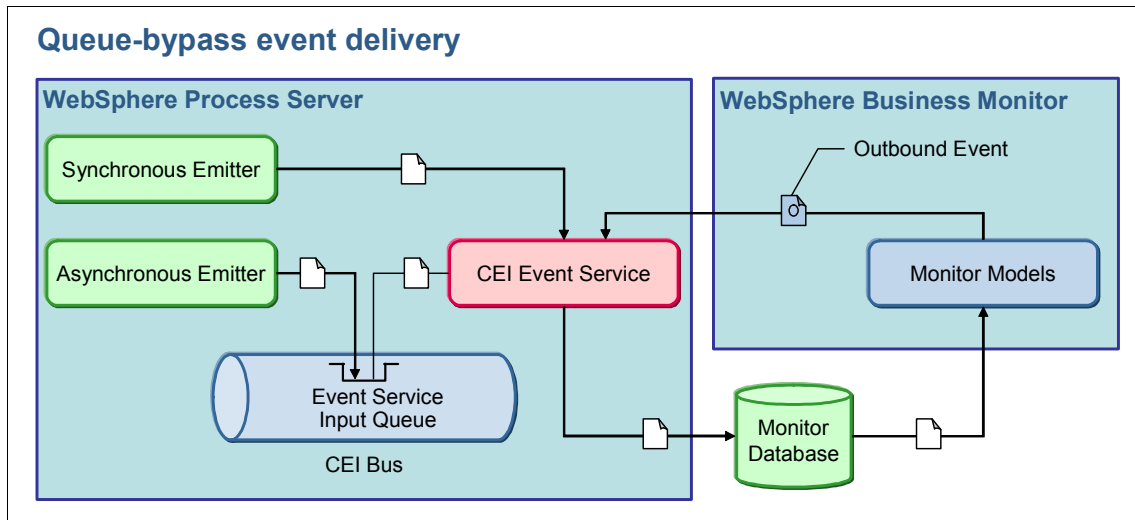 Queue-bypass event delivery
WebSphere Process Server
WebSphere Business Monitor
Synchronous Emitter
Outbound Event
O
Asynchronous Emitter
CEI Event Service
Monitor Models
Event Service
Input Queue
CEI Bus
Monitor
Database